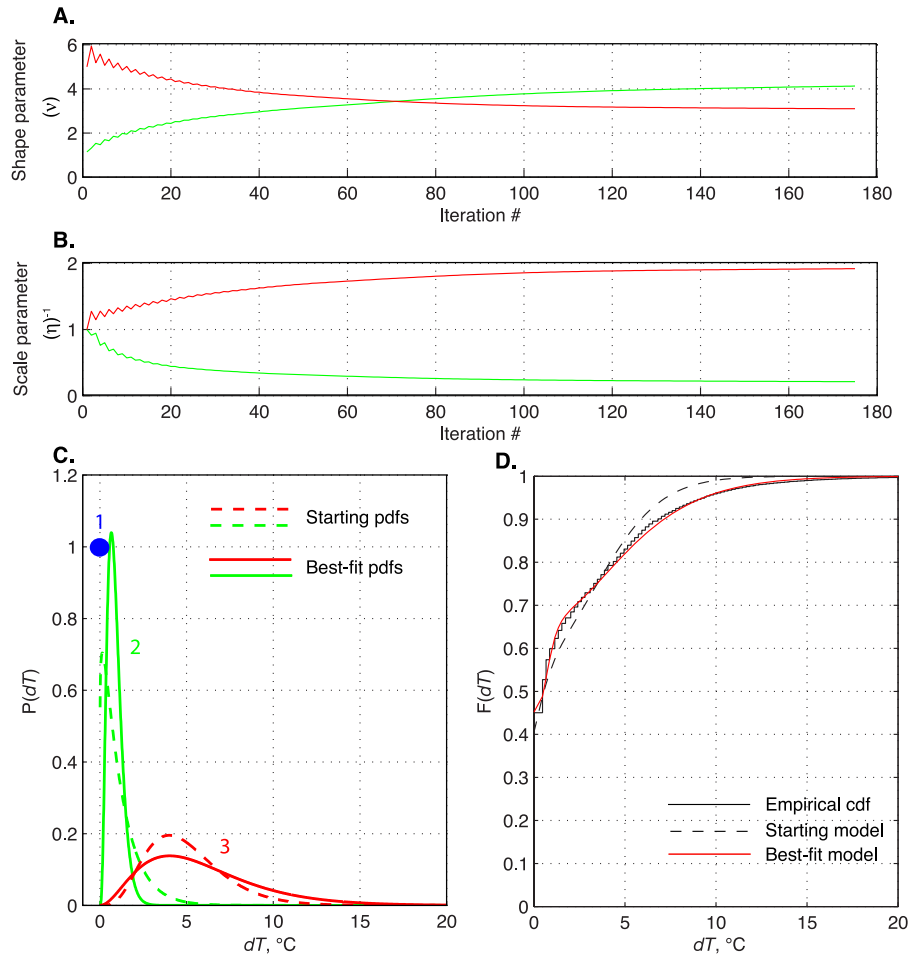 A.
6
4
2
0
Shape parameter
(ν)
0 20 40 60 80 100 120 140 160 180
Iteration #
B.
2
1
0
Scale parameter
(η)⁻¹
0 20 40 60 80 100 120 140 160 180
Iteration #
C.
1.2
1
0.8
0.6
0.4
0.2
0
P(dT)
1
2
3
Starting pdfs
Best-fit pdfs
0 5 10 15 20
dT, °C
D.
1
0.9
0.8
0.7
0.6
0.5
0.4
0.3
0.2
0.1
0
F(dT)
Empirical cdf
Starting model
Best-fit model
0 5 10 15 20
dT, °C